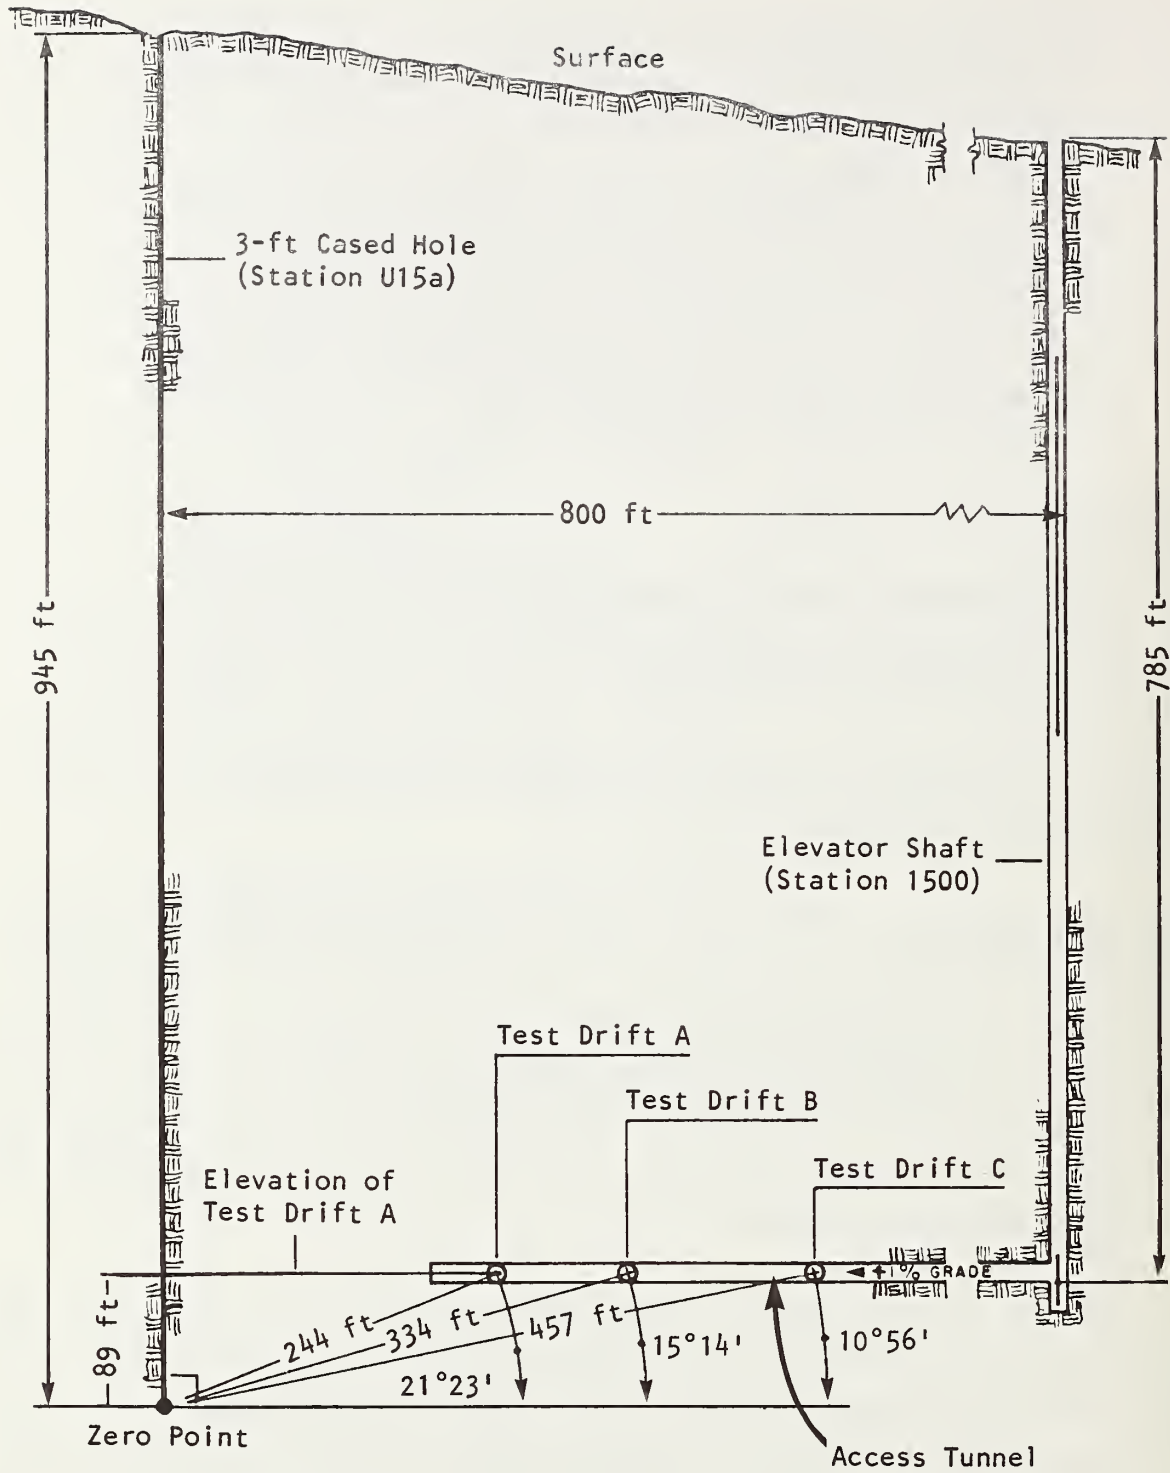 Surface
3-ft Cased Hole
(Station U15a)
800 ft
945 ft
785 ft
Elevator Shaft
(Station 1500)
Test Drift A
Test Drift B
Test Drift C
Elevation of
Test Drift A
+1% GRADE
89 ft
244 ft
334 ft
457 ft
21°23'
15°14'
10°56'
Zero Point
Access Tunnel